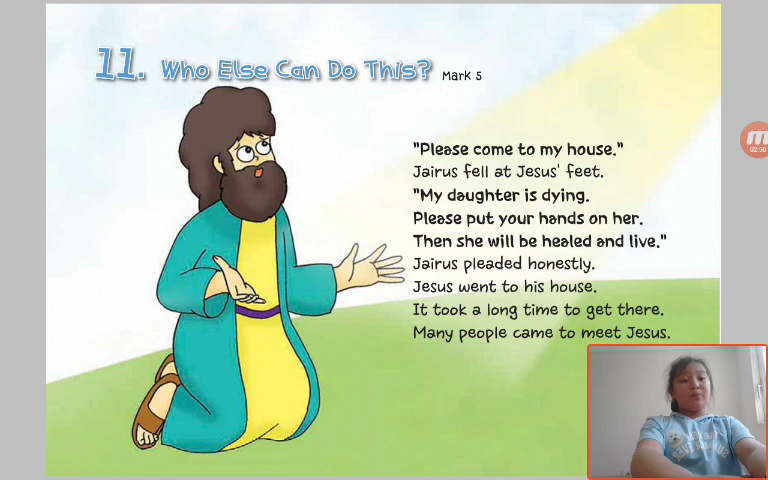 11. Who Else Can Do This? Mark 5
"Please come to my house."
Jairus fell at Jesus' feet.
"My daughter is dying.
Please put your hands on her.
Then she will be healed and live."
Jairus pleaded honestly.
Jesus went to his house.
It took a long time to get there.
Many people came to meet Jesus.
02:50